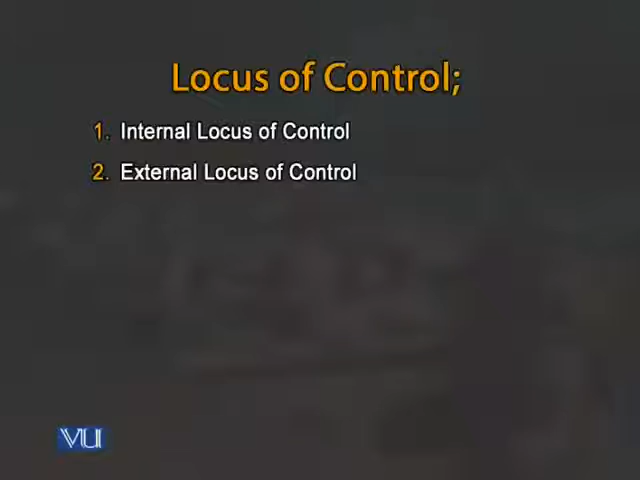 Locus of Control;
1. Internal Locus of Control
2. External Locus of Control
VU